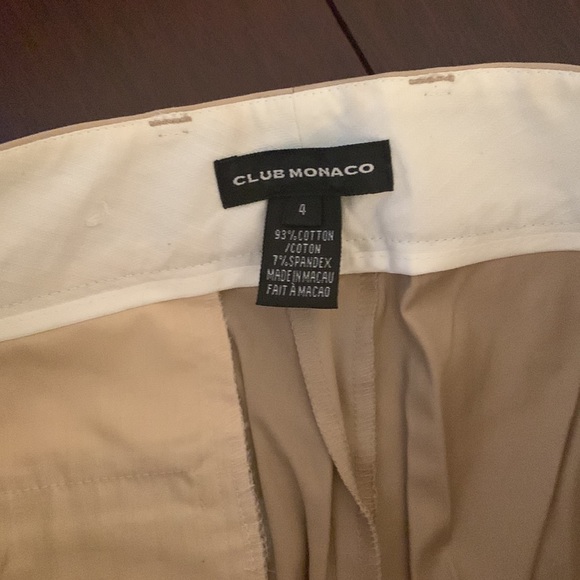 CLUB MONACO
4
93% COTTON
/COTON
7% SPANDEX
MADE IN MACAU
FAIT À MACAO